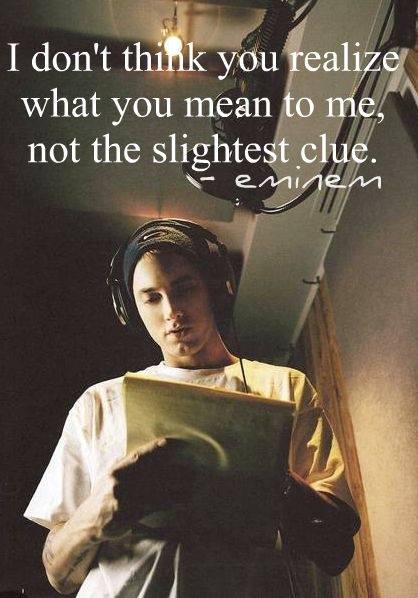 I don't think you realize
what you mean to me,
not the slightest clue.
- eminem